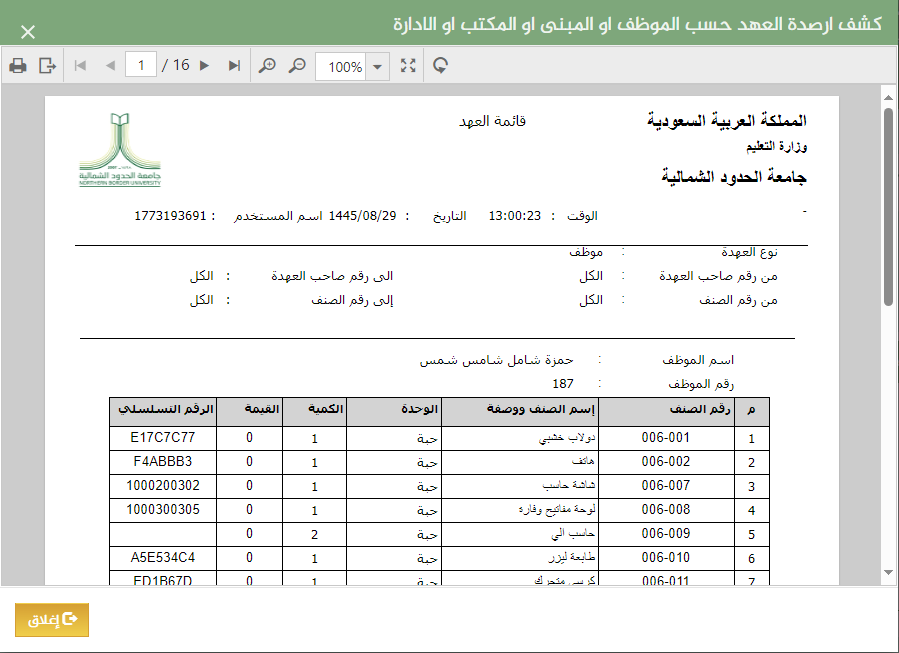 كشف ارصدة العهد حسب الموظف او المبنى او المكتب او الادارة
1 / 16 100%
المملكة العربية السعودية
وزارة التعليم
جامعة الحدود الشمالية
قائمة العهد
جامعة الحدود الشمالية
NORTHERN BORDER UNIVERSITY
-
الوقت : 13:00:23 التاريخ : 1445/08/29 اسم المستخدم : 1773193691
نوع العهدة : موظف
من رقم صاحب العهدة : الكل الى رقم صاحب العهدة : الكل
من رقم الصنف : الكل إلى رقم الصنف : الكل
اسم الموظف : حمزة شامل شامس شمس
رقم الموظف : 187
م رقم الصنف إسم الصنف ووصفة الوحدة الكمية القيمة الرقم التسلسلي
1 006-001 دولاب خشبي حبة 1 0 E17C7C77
2 006-002 هاتف حبة 1 0 F4ABBB3
3 006-007 شاشة حاسب حبة 1 0 1000200302
4 006-008 لوحة مفاتيح وفارة حبة 1 0 1000300305
5 006-009 حاسب الي حبة 2 0
6 006-010 طابعة ليزر حبة 1 0 A5E534C4
7 006-011 كرسي متحرك حبة 1 0 ED1B67D
إغلاق